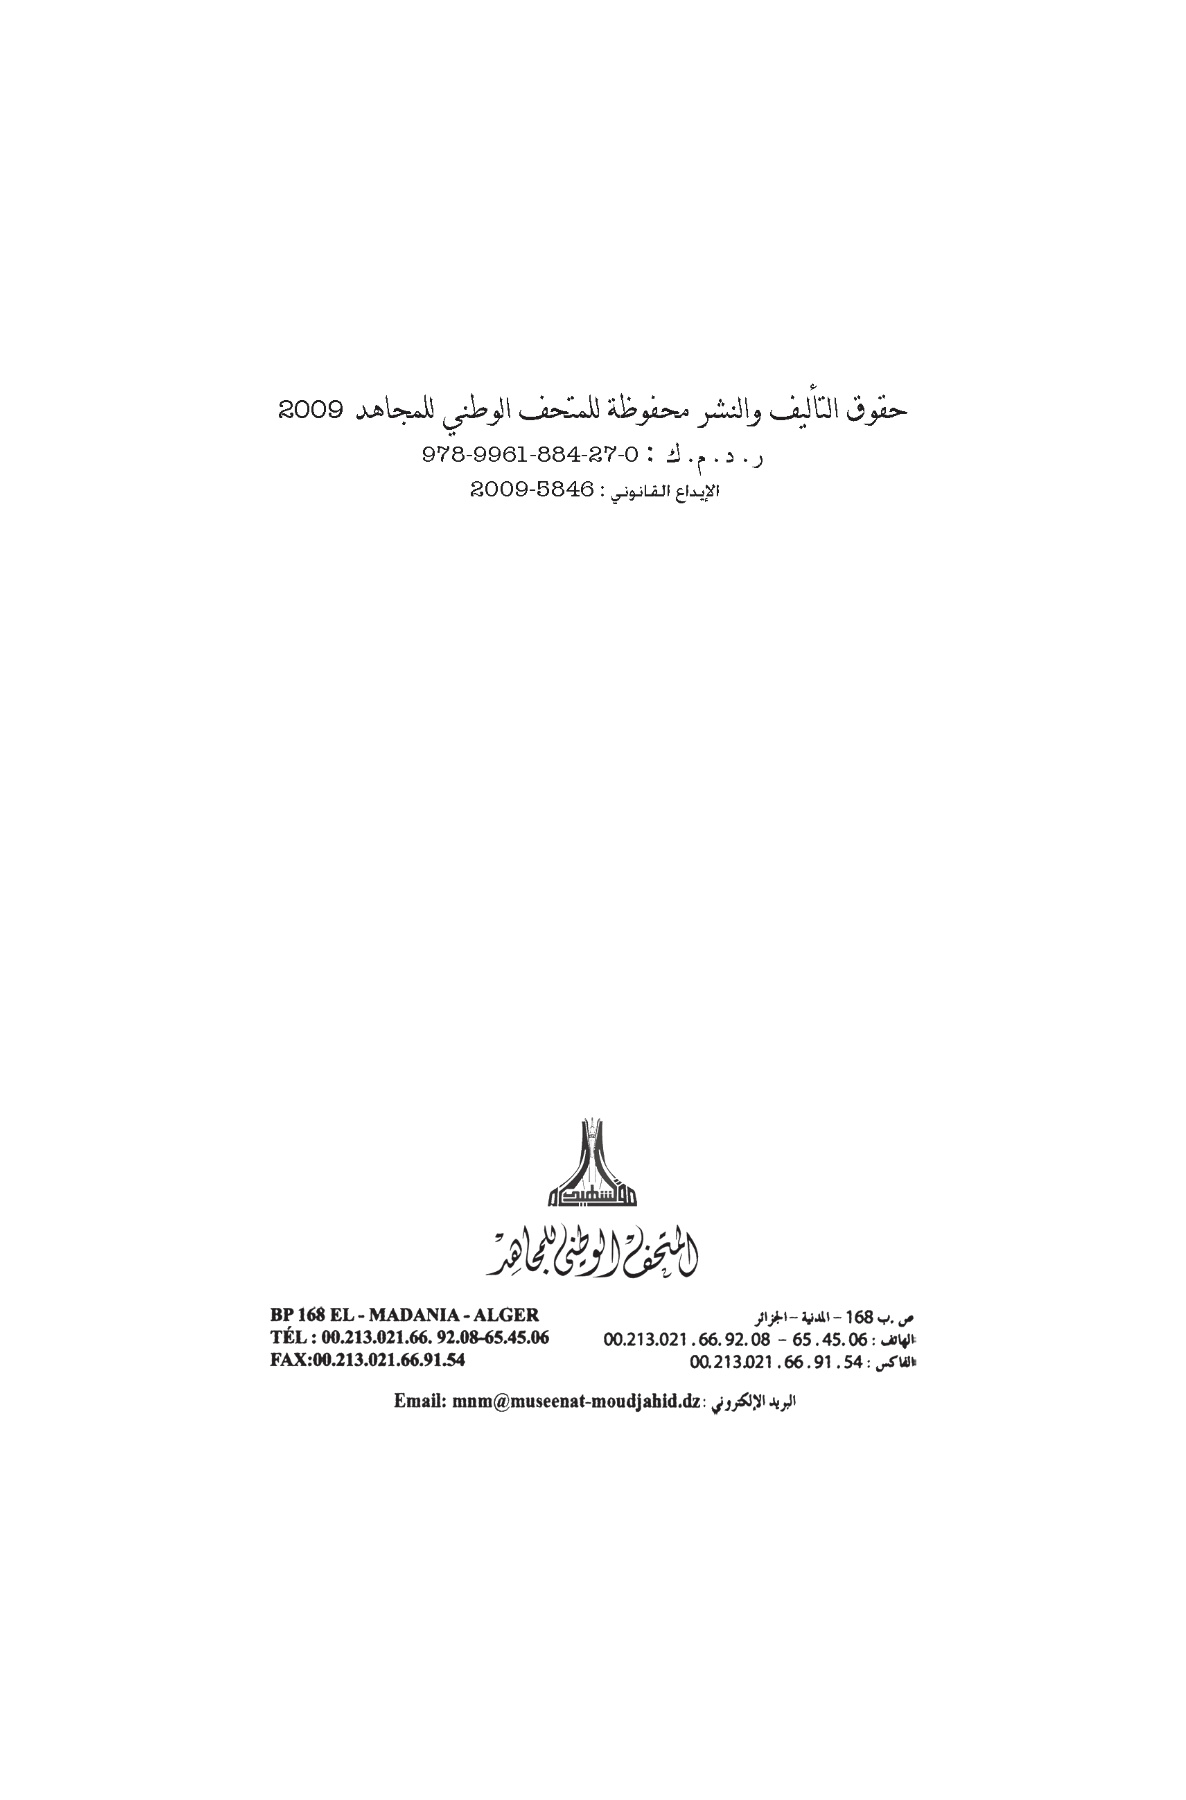 حقوق التأليف والنشر محفوظة للمتحف الوطني للمجاهد 2009
ر . د . م . ك : 978-9961-884-27-0
الإيداع القانوني : 5846-2009
المتحف الوطني للمجاهد
ص .ب 168 – المدنية – الجزائر
الهاتف : 00.213.021 .66.92.08 – 65 .45.06
الفاكس : 00.213.021 .66 .91 .54
BP 168 EL - MADANIA - ALGER
TÉL : 00.213.021.66. 92.08-65.45.06
FAX:00.213.021.66.91.54
Email: mnm@museenat-moudjahid.dz : البريد الإلكتروني